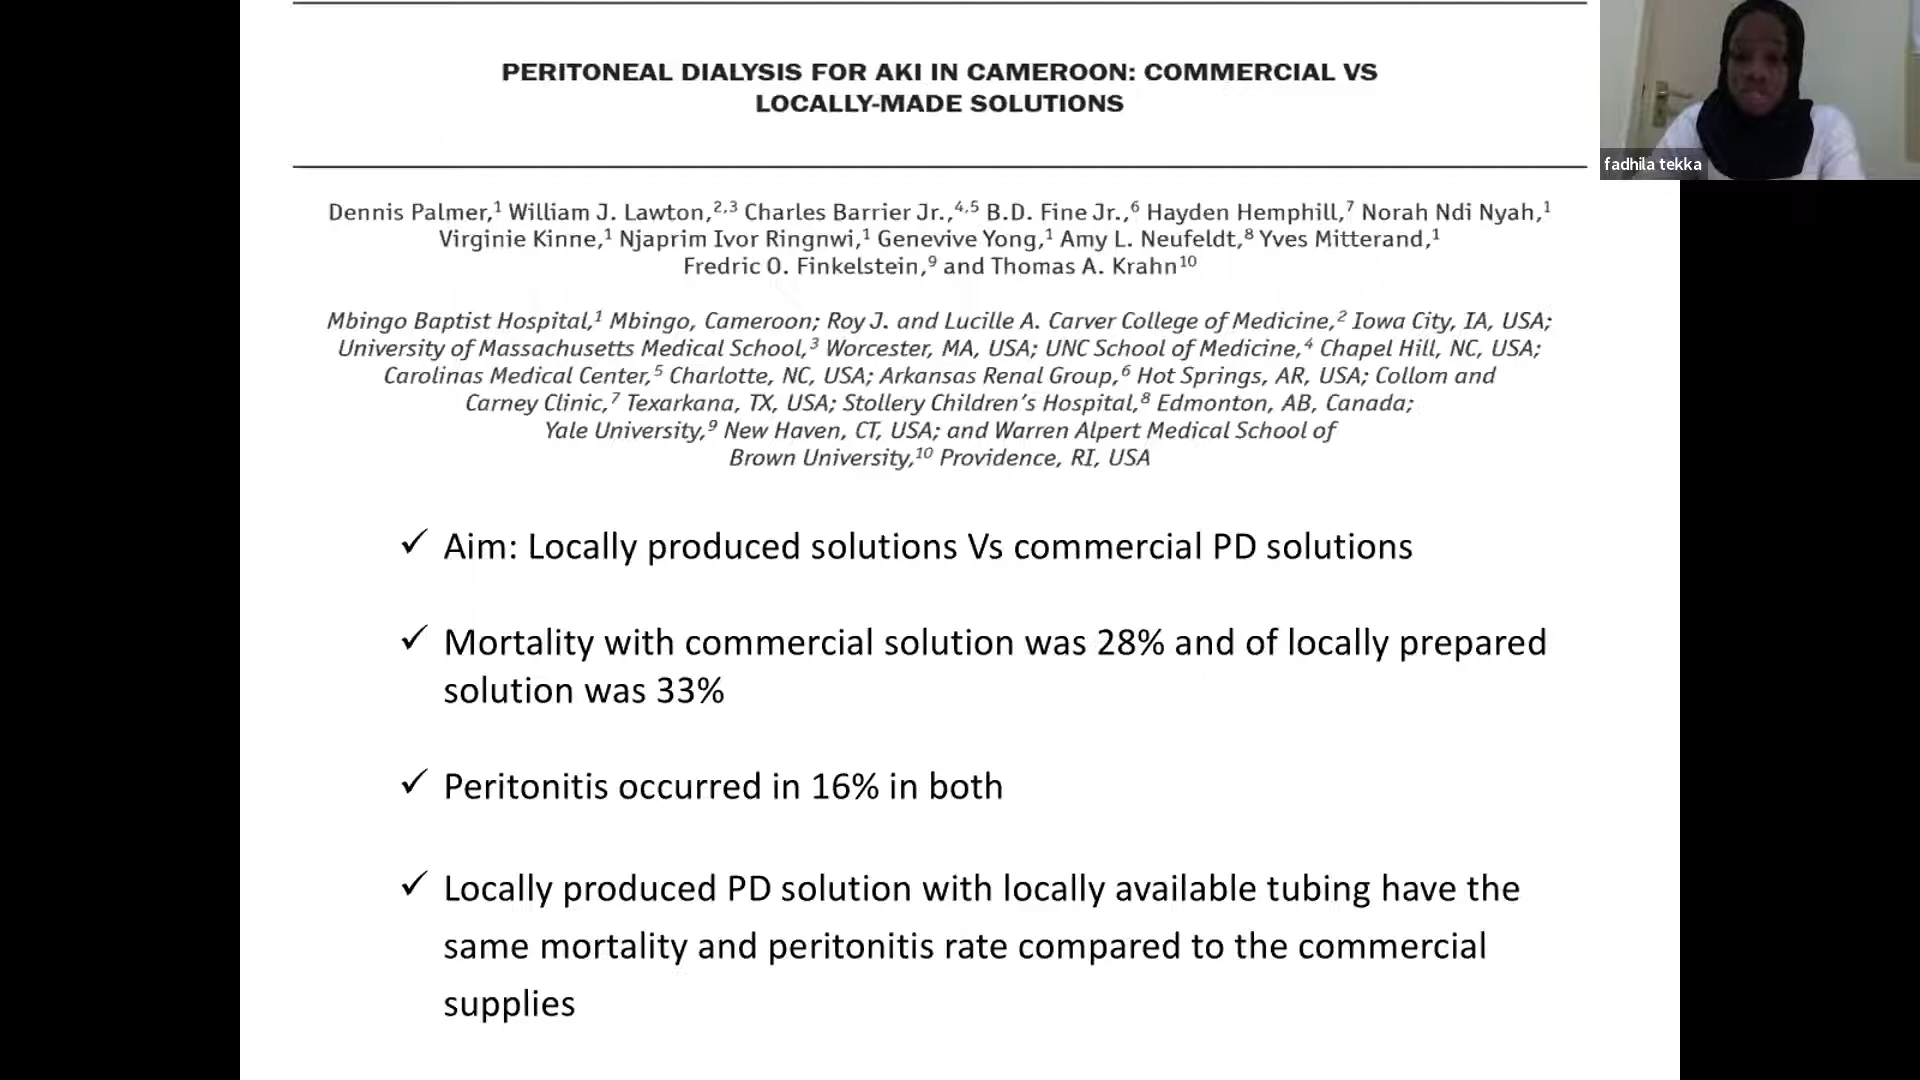 PERITONEAL DIALYSIS FOR AKI IN CAMEROON: COMMERCIAL VS
LOCALLY-MADE SOLUTIONS
fadhila tekka
Dennis Palmer,¹ William J. Lawton,²,³ Charles Barrier Jr.,⁴,⁵ B.D. Fine Jr.,⁶ Hayden Hemphill,⁷ Norah Ndi Nyah,¹
Virginie Kinne,¹ Njaprim Ivor Ringnwi,¹ Genevive Yong,¹ Amy L. Neufeldt,⁸ Yves Mitterand,¹
Fredric O. Finkelstein,⁹ and Thomas A. Krahn¹⁰
Mbingo Baptist Hospital,¹ Mbingo, Cameroon; Roy J. and Lucille A. Carver College of Medicine,² Iowa City, IA, USA;
University of Massachusetts Medical School,³ Worcester, MA, USA; UNC School of Medicine,⁴ Chapel Hill, NC, USA;
Carolinas Medical Center,⁵ Charlotte, NC, USA; Arkansas Renal Group,⁶ Hot Springs, AR, USA; Collom and
Carney Clinic,⁷ Texarkana, TX, USA; Stollery Children's Hospital,⁸ Edmonton, AB, Canada;
Yale University,⁹ New Haven, CT, USA; and Warren Alpert Medical School of
Brown University,¹⁰ Providence, RI, USA
✓ Aim: Locally produced solutions Vs commercial PD solutions
✓ Mortality with commercial solution was 28% and of locally prepared
solution was 33%
✓ Peritonitis occurred in 16% in both
✓ Locally produced PD solution with locally available tubing have the
same mortality and peritonitis rate compared to the commercial
supplies